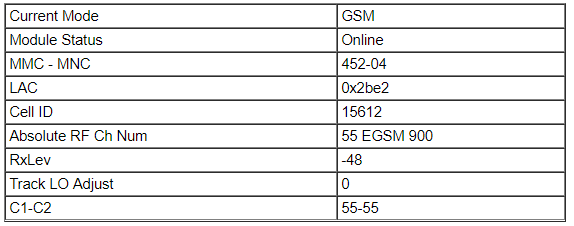 Current Mode GSM
Module Status Online
MMC - MNC 452-04
LAC 0x2be2
Cell ID 15612
Absolute RF Ch Num 55 EGSM 900
RxLev -48
Track LO Adjust 0
C1-C2 55-55